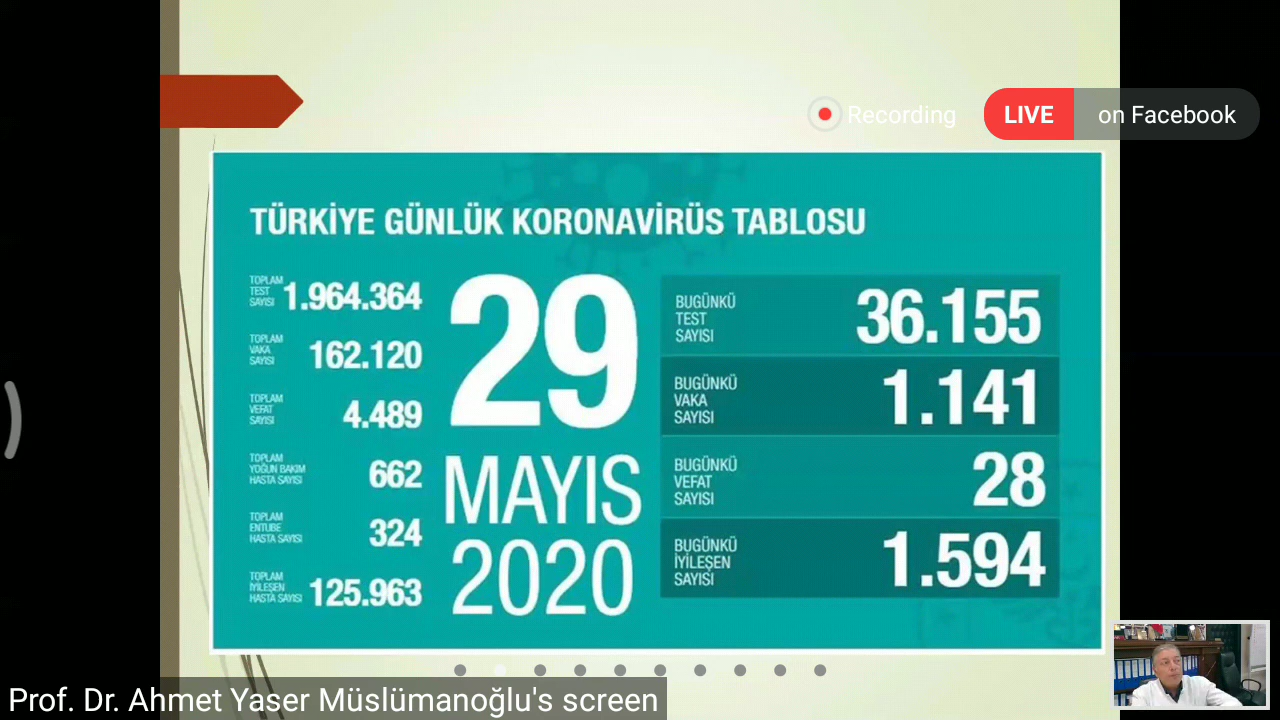 Recording
LIVE on Facebook
TÜRKİYE GÜNLÜK KORONAVİRÜS TABLOSU
TOPLAM
TEST
SAYISI
1.964.364
TOPLAM
VAKA
SAYISI
162.120
TOPLAM
VEFAT
SAYISI
4.489
TOPLAM
YOĞUN BAKIM
HASTA SAYISI
662
TOPLAM
ENTUBE
HASTA SAYISI
324
TOPLAM
İYİLEŞEN
HASTA SAYISI
125.963
29
MAYIS
2020
BUGÜNKÜ
TEST
SAYISI
36.155
BUGÜNKÜ
VAKA
SAYISI
1.141
BUGÜNKÜ
VEFAT
SAYISI
28
BUGÜNKÜ
İYİLEŞEN
SAYISI
1.594
Prof. Dr. Ahmet Yaser Müslümanoğlu's screen